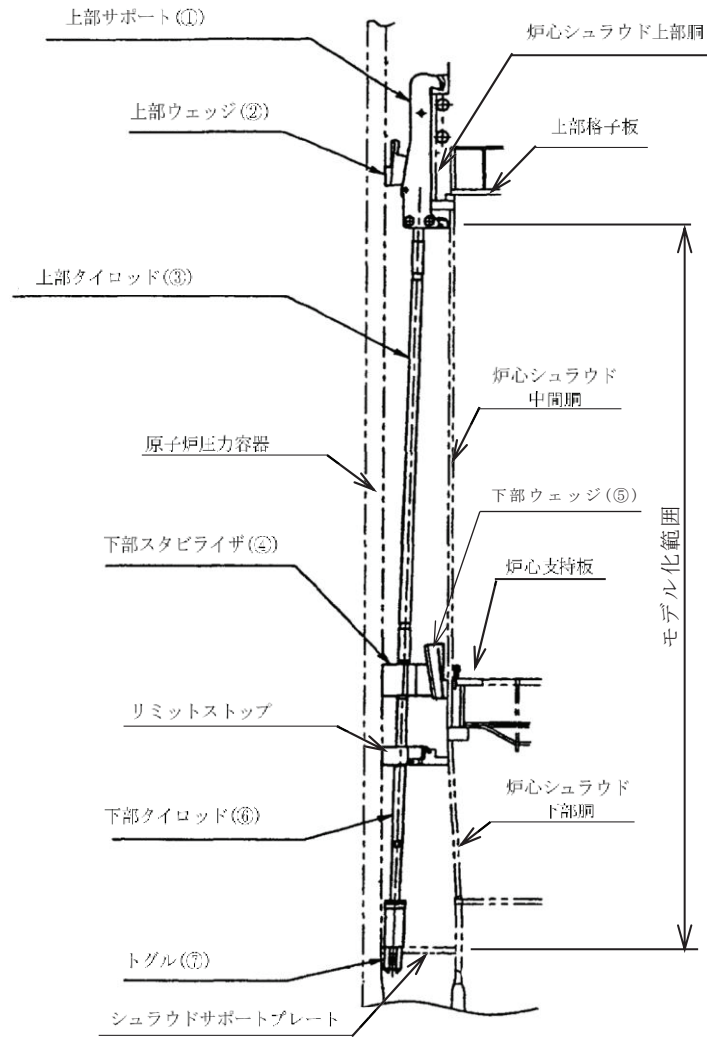 上部サポート(①)
炉心シュラウド上部胴
上部ウェッジ(②)
上部格子板
上部タイロッド(③)
炉心シュラウド
中間胴
原子炉圧力容器
下部ウェッジ(⑤)
モデル化範囲
下部スタビライザ(④)
炉心支持板
リミットストップ
炉心シュラウド
下部胴
下部タイロッド(⑥)
トグル(⑦)
シュラウドサポートプレート